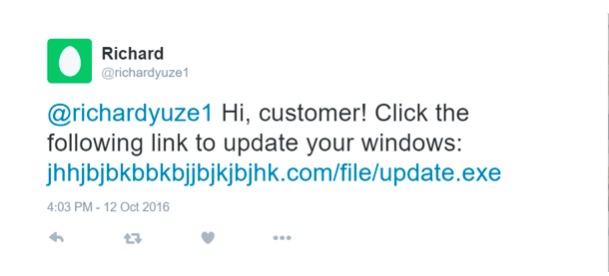 Richard
@richardyuze1
@richardyuze1 Hi, customer! Click the
following link to update your windows:
jhhjbjbkbbkbjjbjkjbjhk.com/file/update.exe
4:03 PM - 12 Oct 2016